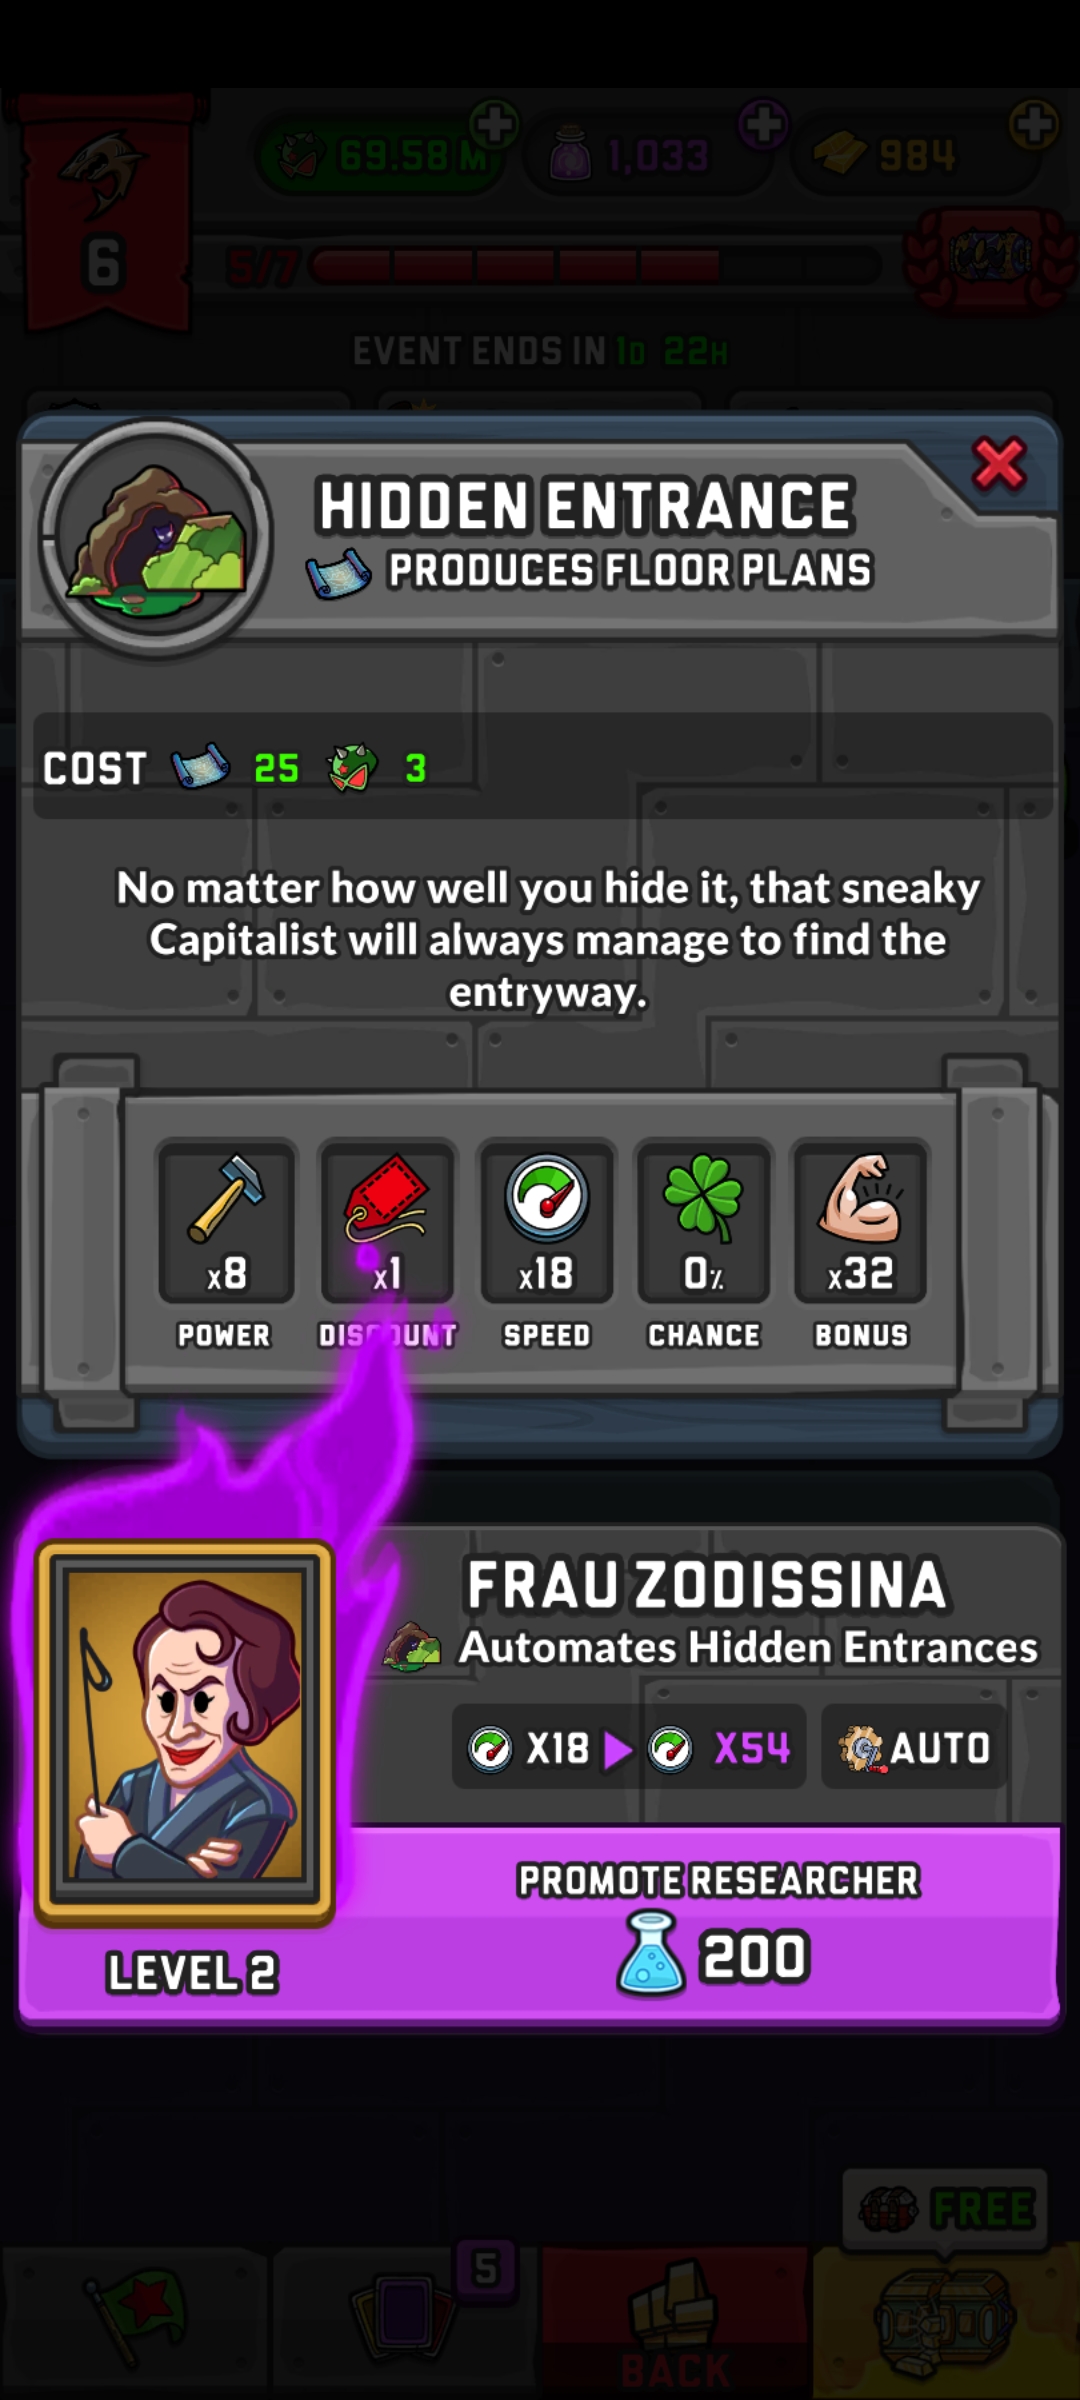 69.58 M
1,033
984
6
5/7
EVENT ENDS IN 1D 22H
HIDDEN ENTRANCE
PRODUCES FLOOR PLANS
COST 25 3
No matter how well you hide it, that sneaky
Capitalist will always manage to find the
entryway.
x8 x1 x18 0% x32
POWER DISCOUNT SPEED CHANCE BONUS
FRAU ZODISSINA
Automates Hidden Entrances
X18 X54 AUTO
PROMOTE RESEARCHER
200
LEVEL 2
FREE
5
BACK